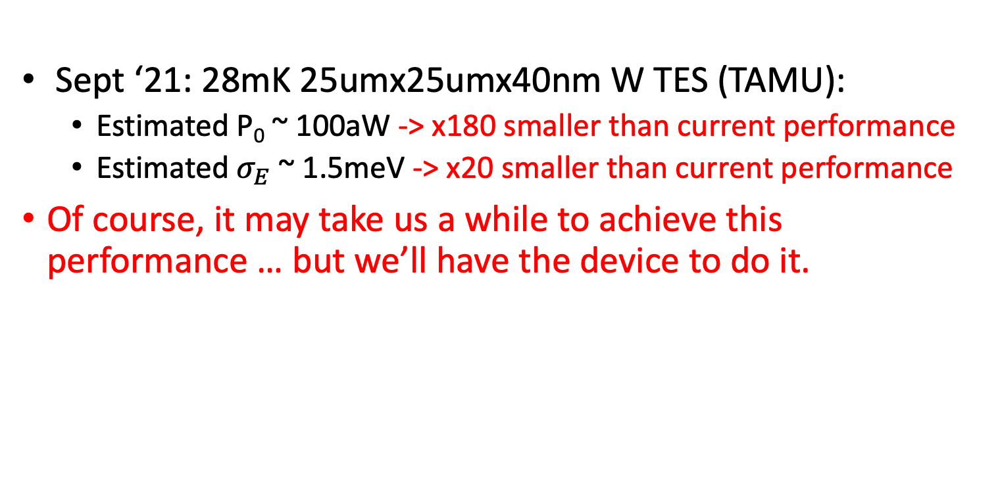 • Sept ‘21: 28mK 25umx25umx40nm W TES (TAMU):
• Estimated P₀ ~ 100aW -> x180 smaller than current performance
• Estimated 𝜎𝐸 ~ 1.5meV -> x20 smaller than current performance
• Of course, it may take us a while to achieve this
performance … but we’ll have the device to do it.